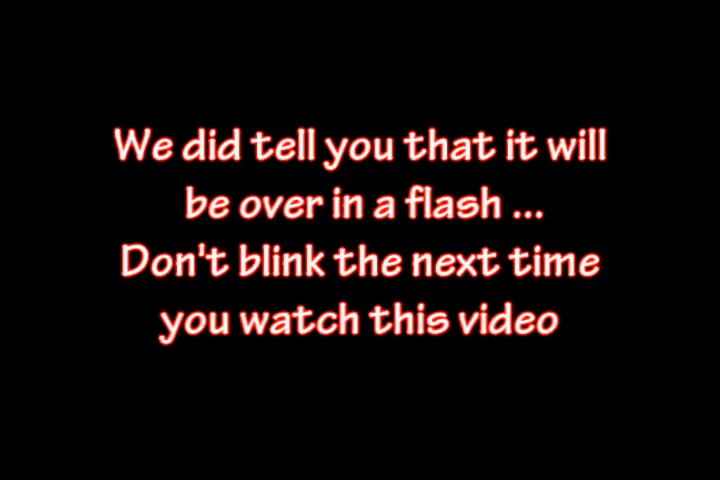 We did tell you that it will
be over in a flash ...
Don't blink the next time
you watch this video